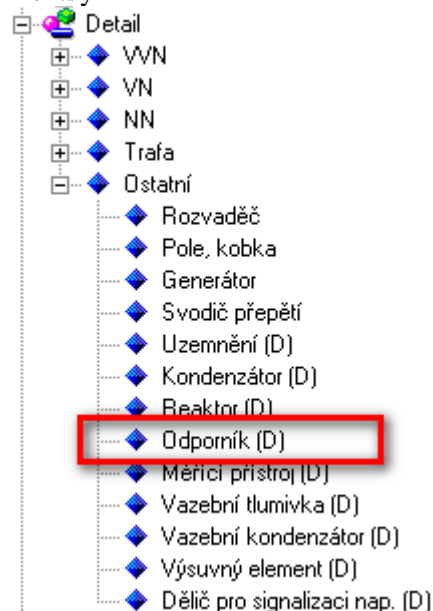 Detail
VVN
VN
NN
Trafa
Ostatní
Rozvaděč
Pole, kobka
Generátor
Svodič přepětí
Uzemnění (D)
Kondenzátor (D)
Reaktor (D)
Odporník (D)
Měřící přístroj (D)
Vazební tlumivka (D)
Vazební kondenzátor (D)
Výsuvný element (D)
Dělič pro signalizaci nap. (D)